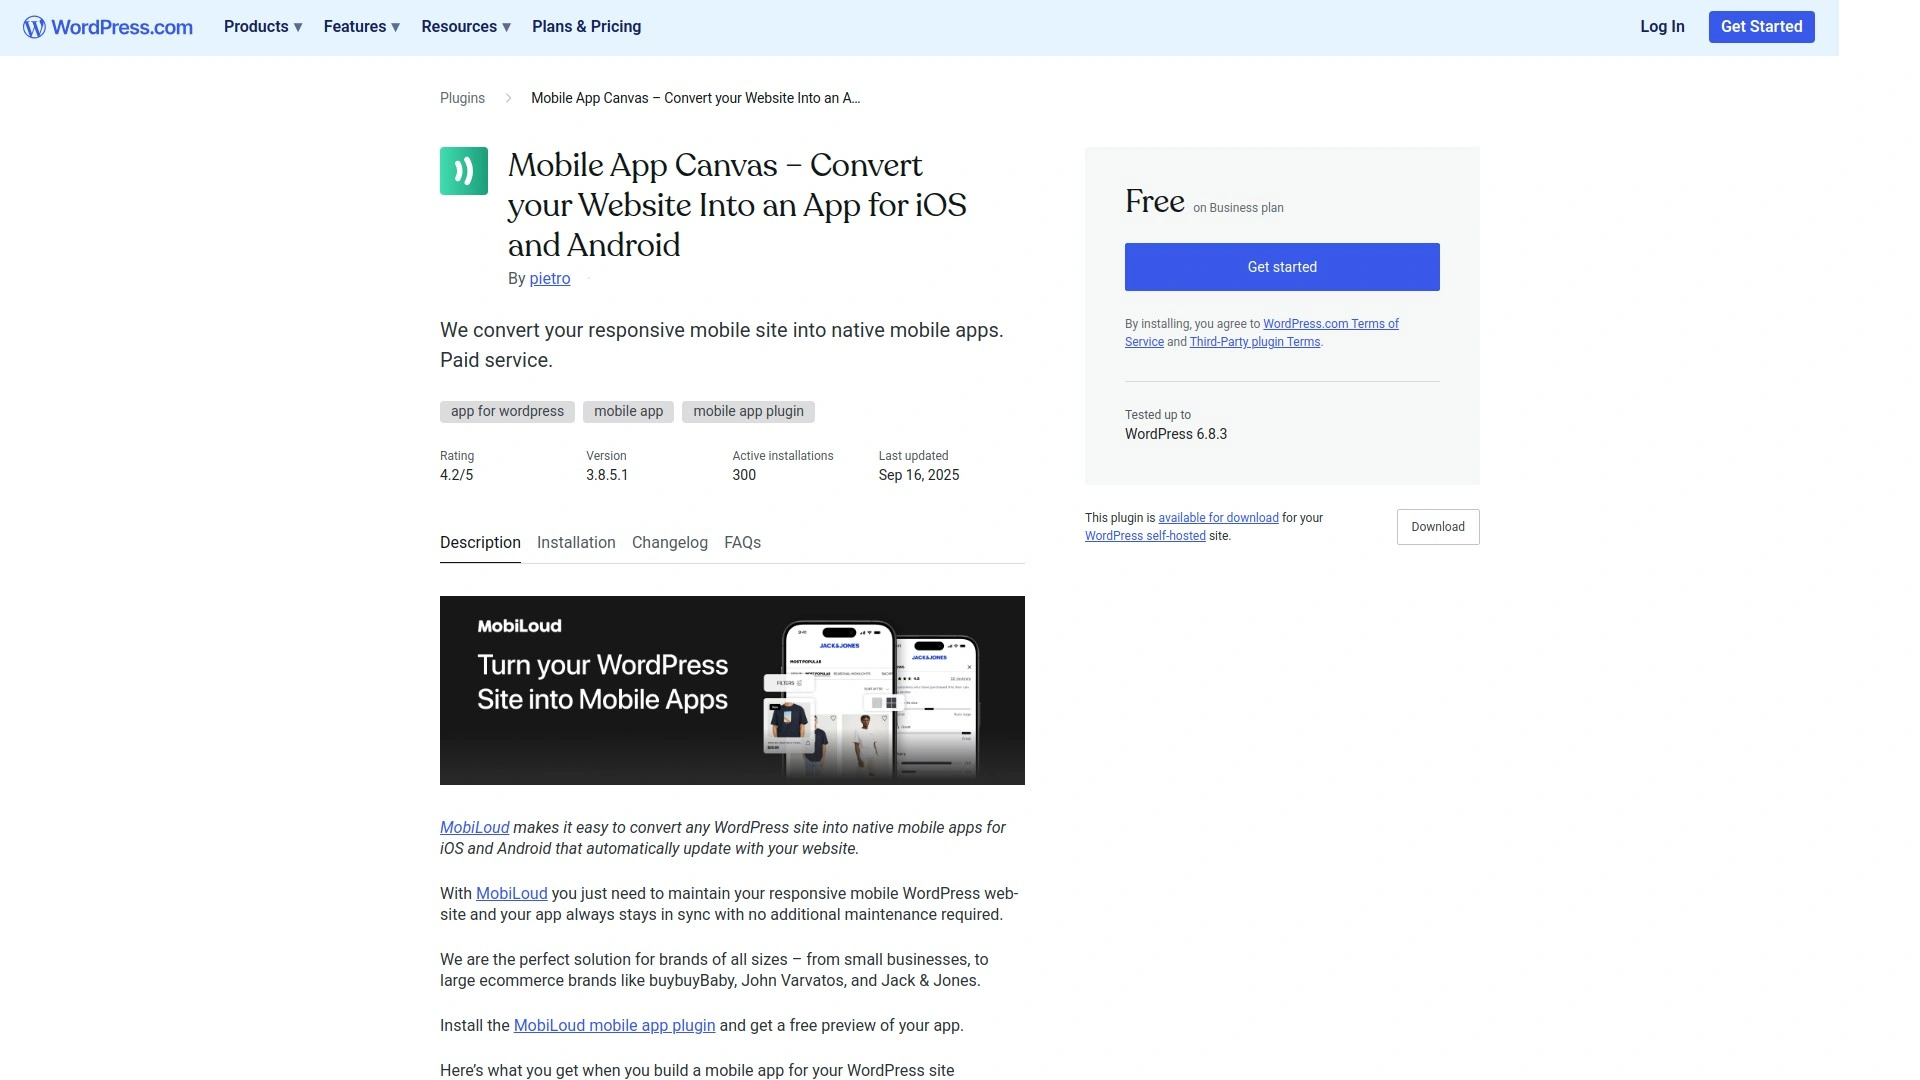 WordPress.com Products ▾ Features ▾ Resources ▾ Plans & Pricing Log In Get Started
Plugins > Mobile App Canvas – Convert your Website Into an A…
Mobile App Canvas – Convert
your Website Into an App for iOS
and Android
By pietro
We convert your responsive mobile site into native mobile apps.
Paid service.
app for wordpress mobile app mobile app plugin
Rating Version Active installations Last updated
4.2/5 3.8.5.1 300 Sep 16, 2025
Free on Business plan
Get started
By installing, you agree to WordPress.com Terms of
Service and Third-Party plugin Terms.
Tested up to
WordPress 6.8.3
This plugin is available for download for your
WordPress self-hosted site.
Download
Description Installation Changelog FAQs
MobiLoud
Turn your WordPress
Site into Mobile Apps
JACK&JONES
MOST POPULAR
FILTERS
JACK&JONES
MobiLoud makes it easy to convert any WordPress site into native mobile apps for
iOS and Android that automatically update with your website.
With MobiLoud you just need to maintain your responsive mobile WordPress web-
site and your app always stays in sync with no additional maintenance required.
We are the perfect solution for brands of all sizes – from small businesses, to
large ecommerce brands like buybuyBaby, John Varvatos, and Jack & Jones.
Install the MobiLoud mobile app plugin and get a free preview of your app.
Here’s what you get when you build a mobile app for your WordPress site